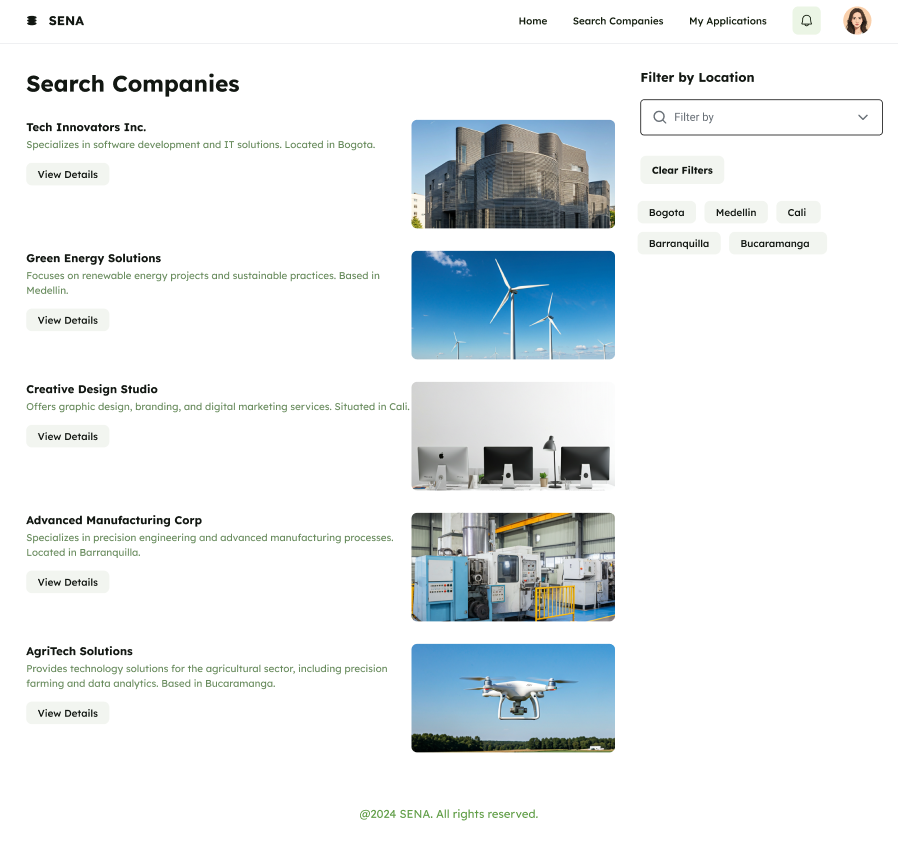 SENA
Home
Search Companies
My Applications
Search Companies
Tech Innovators Inc.
Specializes in software development and IT solutions. Located in Bogota.
View Details
Green Energy Solutions
Focuses on renewable energy projects and sustainable practices. Based in
Medellin.
View Details
Creative Design Studio
Offers graphic design, branding, and digital marketing services. Situated in Cali.
View Details
Advanced Manufacturing Corp
Specializes in precision engineering and advanced manufacturing processes.
Located in Barranquilla.
View Details
AgriTech Solutions
Provides technology solutions for the agricultural sector, including precision
farming and data analytics. Based in Bucaramanga.
View Details
Filter by Location
Filter by
Clear Filters
Bogota
Medellin
Cali
Barranquilla
Bucaramanga
@2024 SENA. All rights reserved.